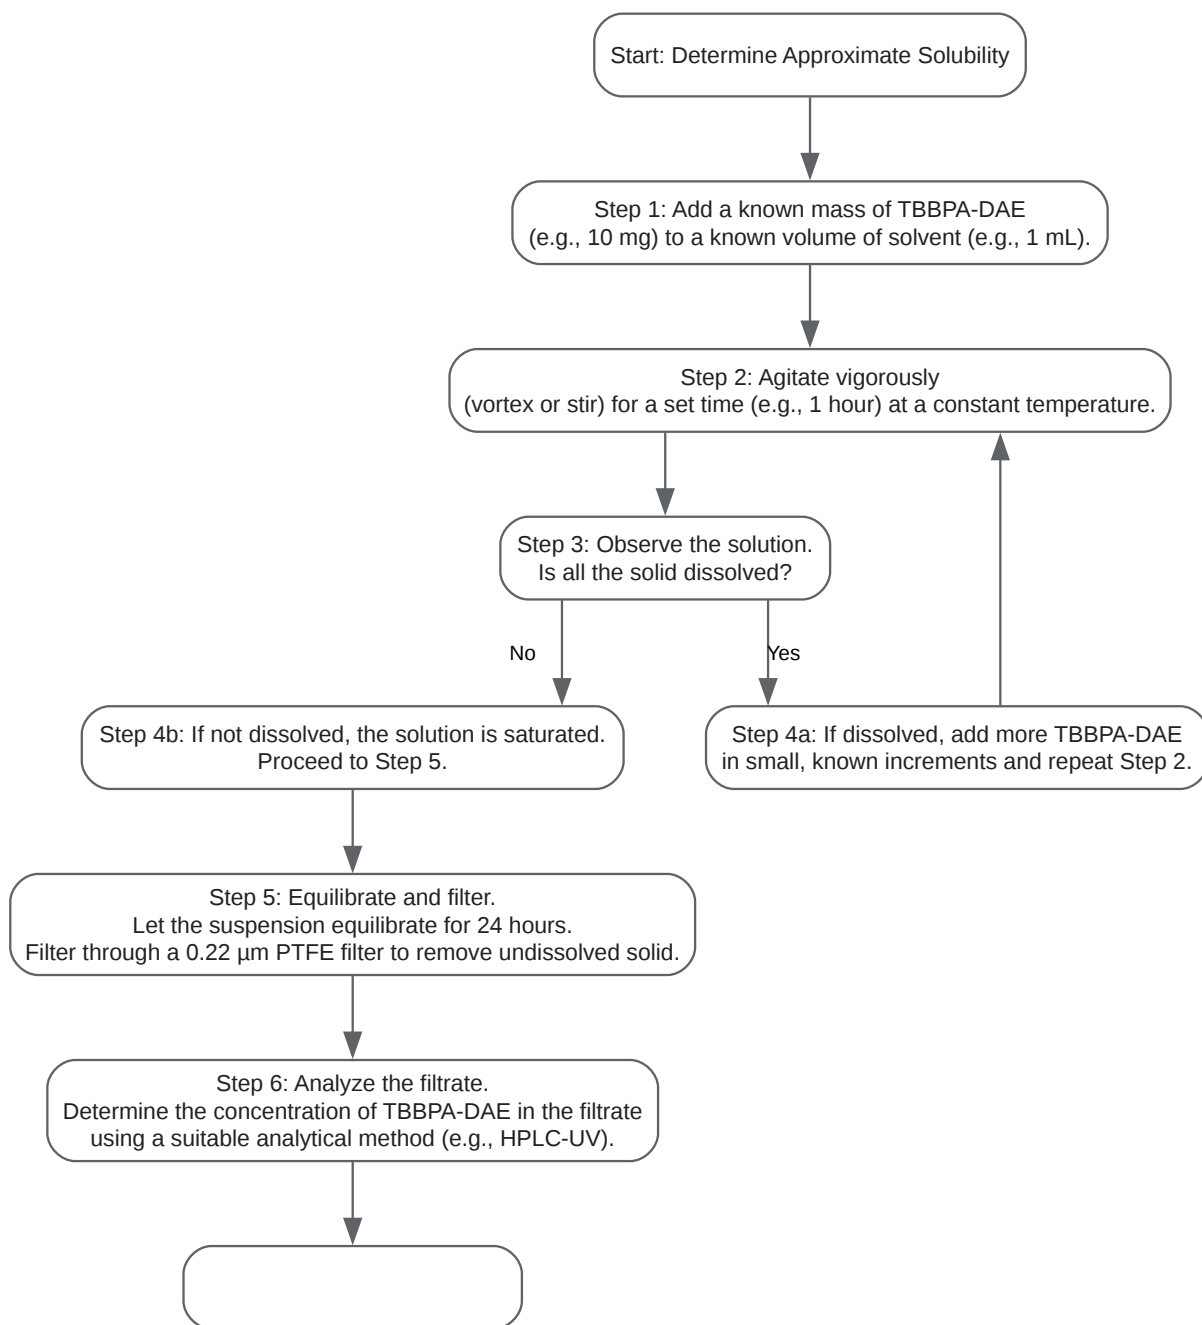 Start: Determine Approximate Solubility
Step 1: Add a known mass of TBBPA-DAE
(e.g., 10 mg) to a known volume of solvent (e.g., 1 mL).
Step 2: Agitate vigorously
(vortex or stir) for a set time (e.g., 1 hour) at a constant temperature.
Step 3: Observe the solution.
Is all the solid dissolved?
No
Yes
Step 4b: If not dissolved, the solution is saturated.
Proceed to Step 5.
Step 4a: If dissolved, add more TBBPA-DAE
in small, known increments and repeat Step 2.
Step 5: Equilibrate and filter.
Let the suspension equilibrate for 24 hours.
Filter through a 0.22 µm PTFE filter to remove undissolved solid.
Step 6: Analyze the filtrate.
Determine the concentration of TBBPA-DAE in the filtrate
using a suitable analytical method (e.g., HPLC-UV).